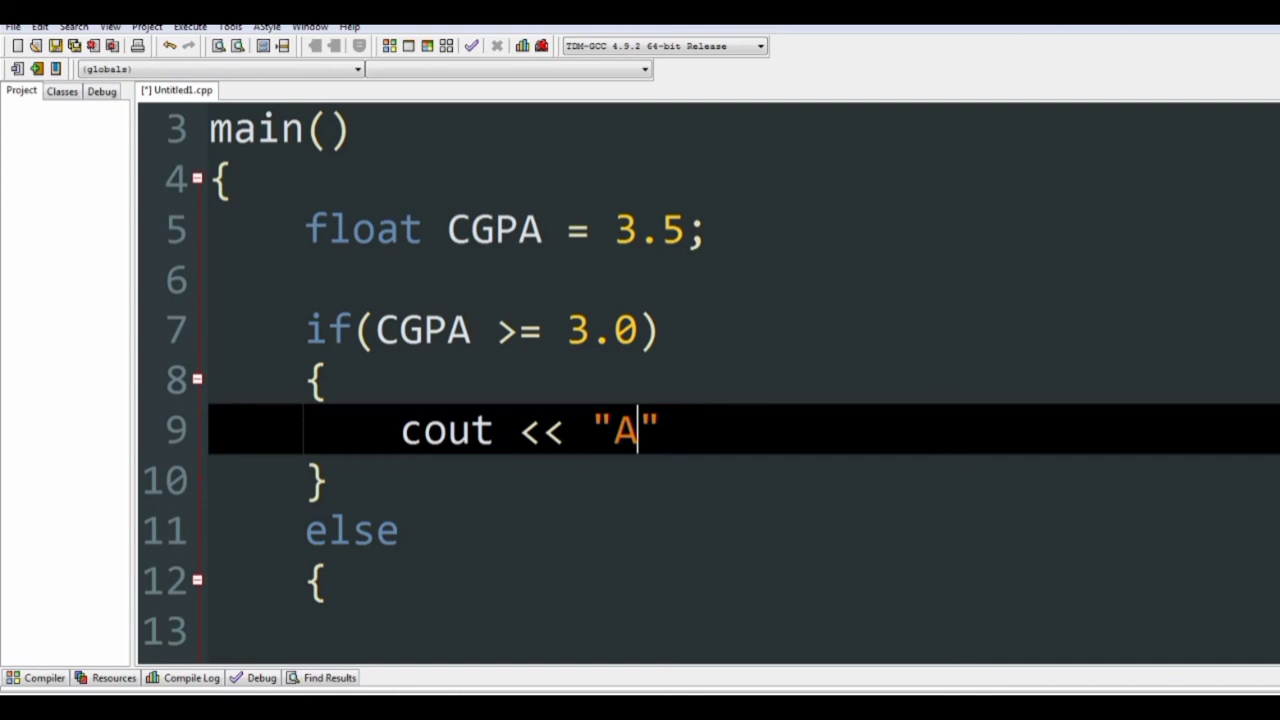 File Edit Search View Project Execute Tools AStyle Window Help
TDM-GCC 4.9.2 64-bit Release
(globals)
Project Classes Debug [*] Untitled1.cpp
3 main()
4 {
5 float CGPA = 3.5;
6
7 if(CGPA >= 3.0)
8 {
9 cout << "A"
10 }
11 else
12 {
13
Compiler Resources Compile Log Debug Find Results